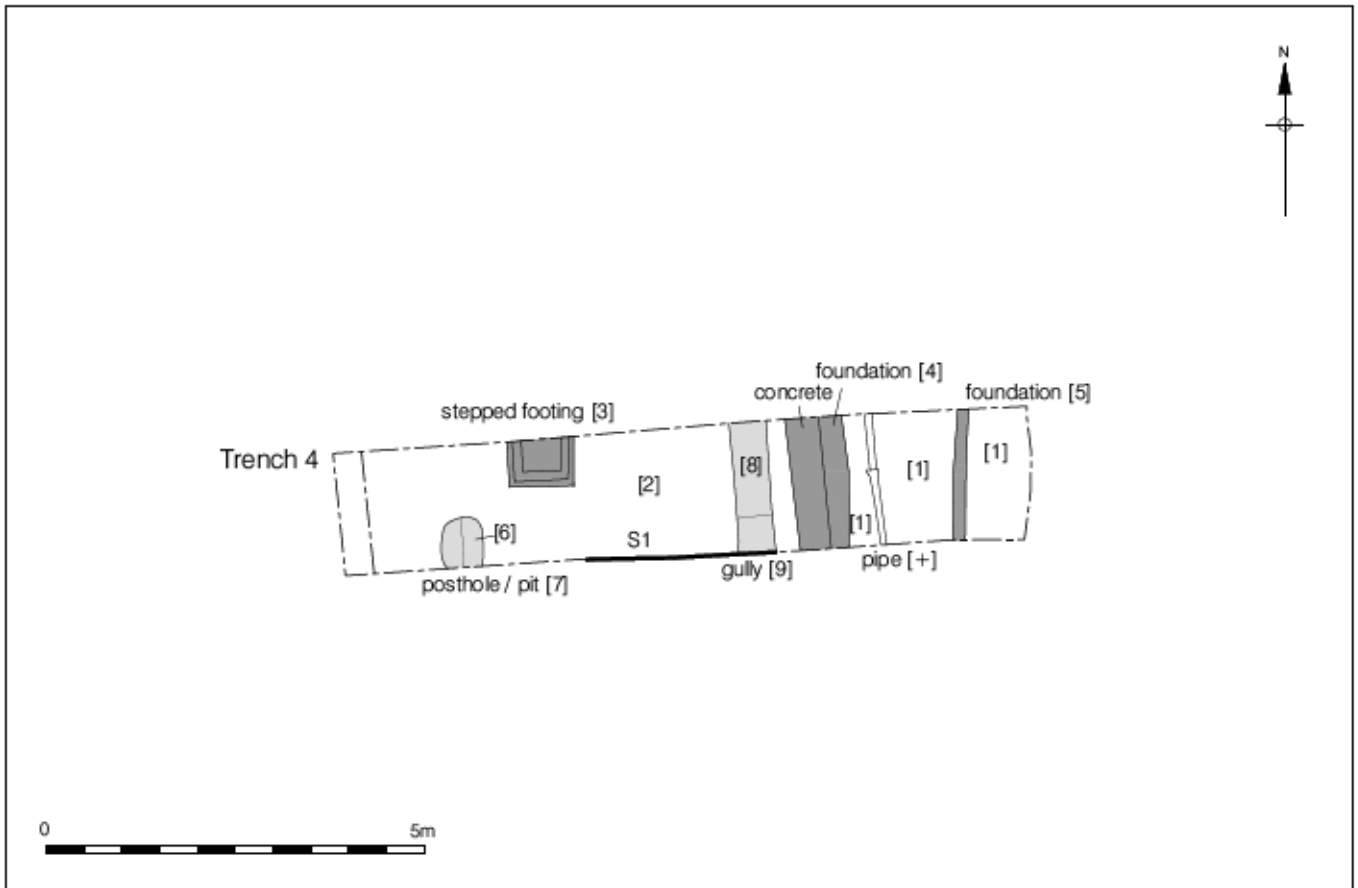 N
foundation [4]
concrete
foundation [5]
stepped footing [3]
Trench 4
[8]
[1]
[1]
[2]
[6]
[1]
S1
gully [9]
pipe [+]
posthole / pit [7]
0
5m